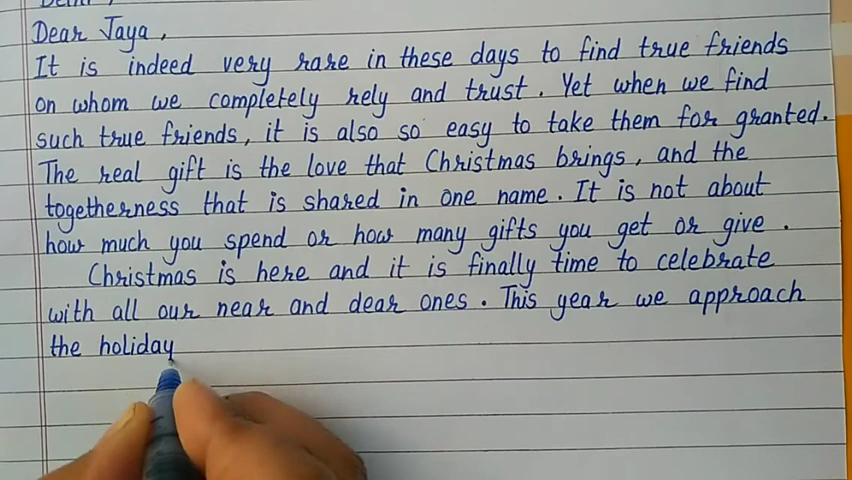 Delhi,
Dear Jaya,
It is indeed very rare in these days to find true friends
on whom we completely rely and trust. Yet when we find
such true friends, it is also so easy to take them for granted.
The real gift is the love that Christmas brings, and the
togetherness that is shared in one name. It is not about
how much you spend or how many gifts you get or give.
Christmas is here and it is finally time to celebrate
with all our near and dear ones. This year we approach
the holiday